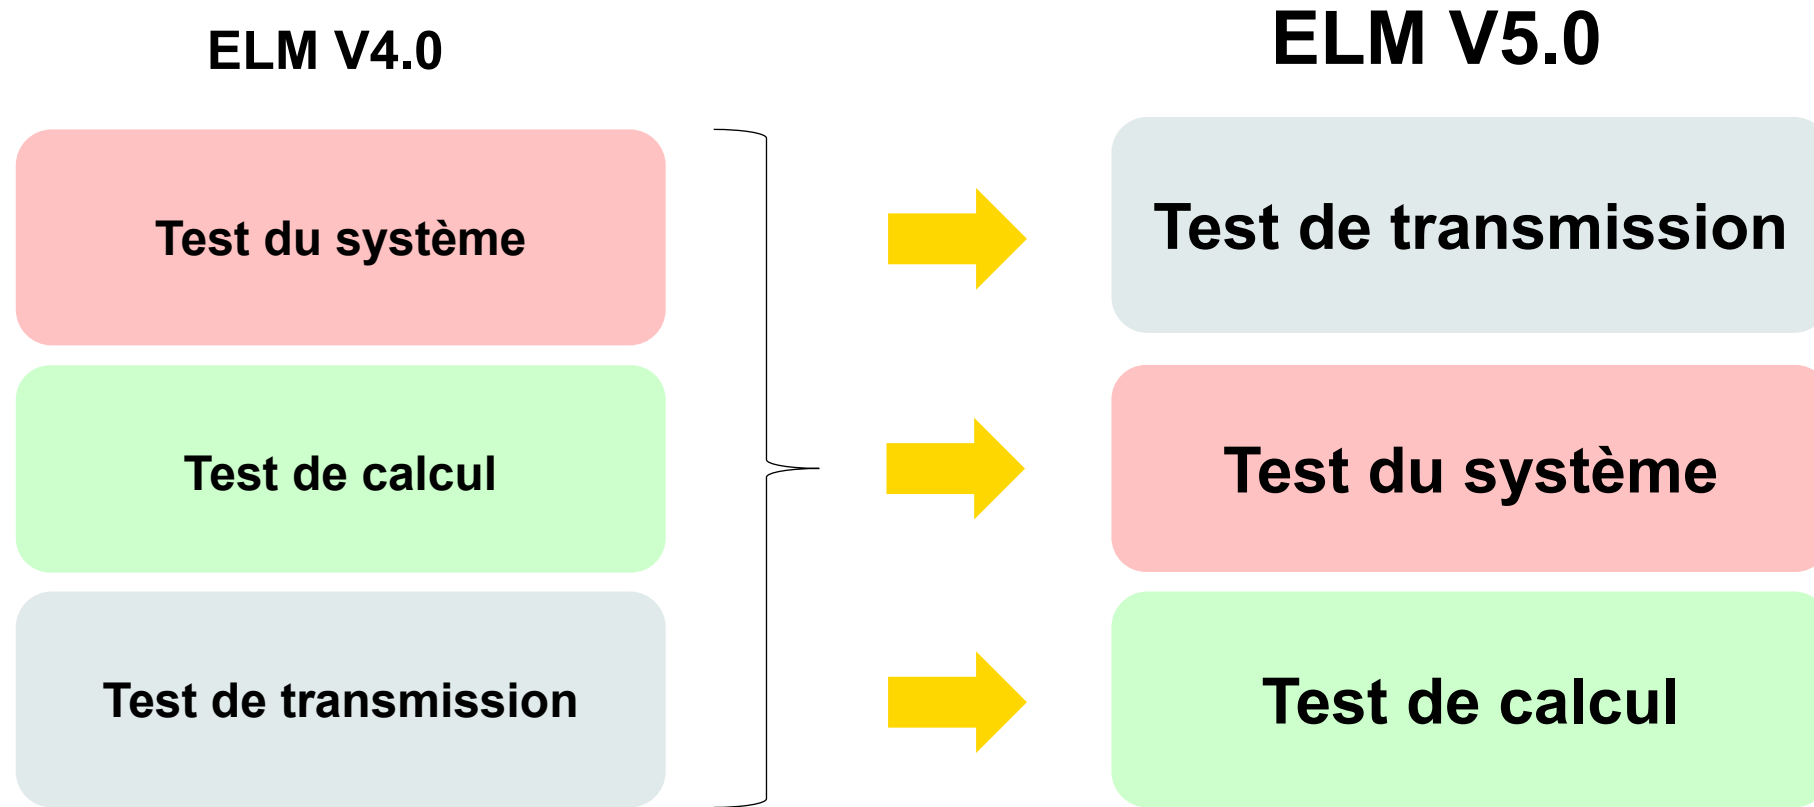 ELM V4.0
Test du système
Test de calcul
Test de transmission
ELM V5.0
Test de transmission
Test du système
Test de calcul